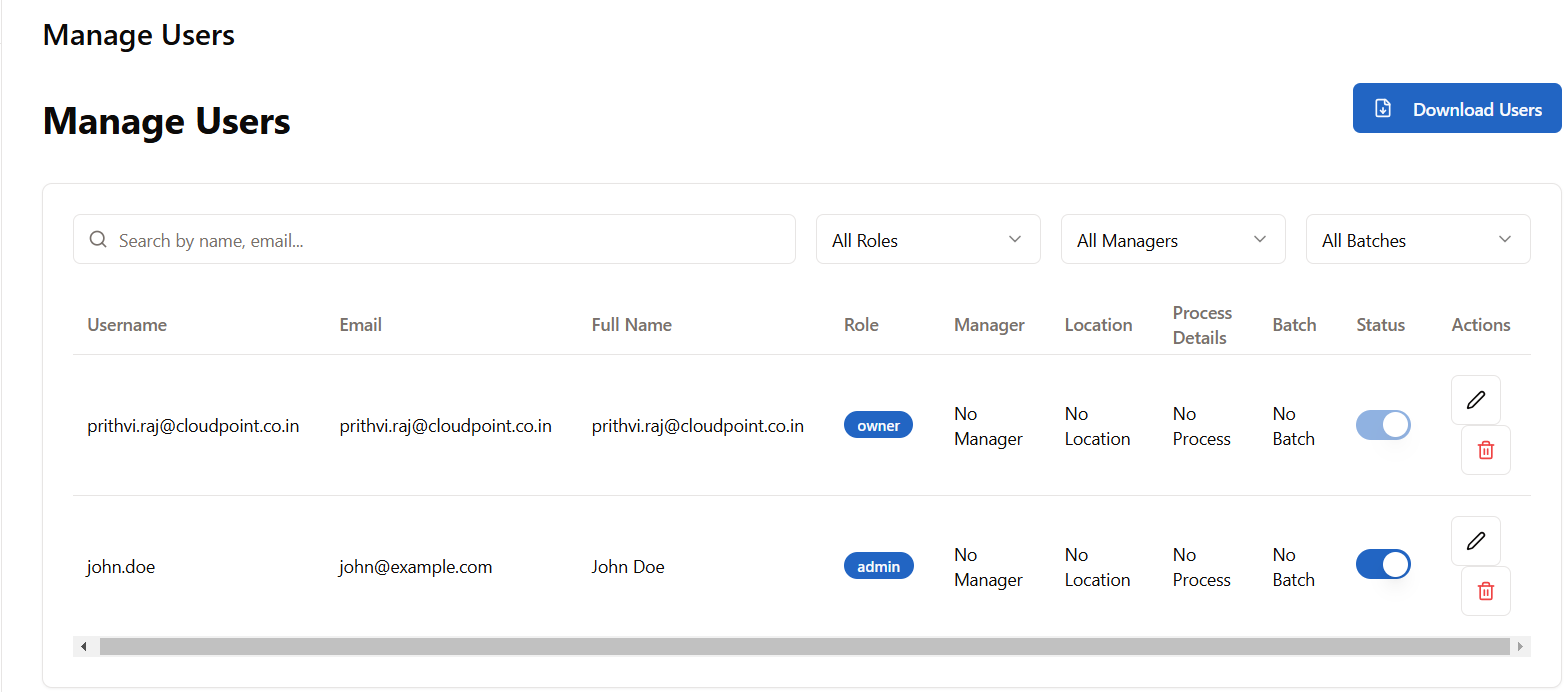 Manage Users
Manage Users
Download Users
Search by name, email...
All Roles
All Managers
All Batches
Username Email Full Name Role Manager Location Process Details Batch Status Actions
prithvi.raj@cloudpoint.co.in prithvi.raj@cloudpoint.co.in prithvi.raj@cloudpoint.co.in owner No Manager No Location No Process No Batch
john.doe john@example.com John Doe admin No Manager No Location No Process No Batch